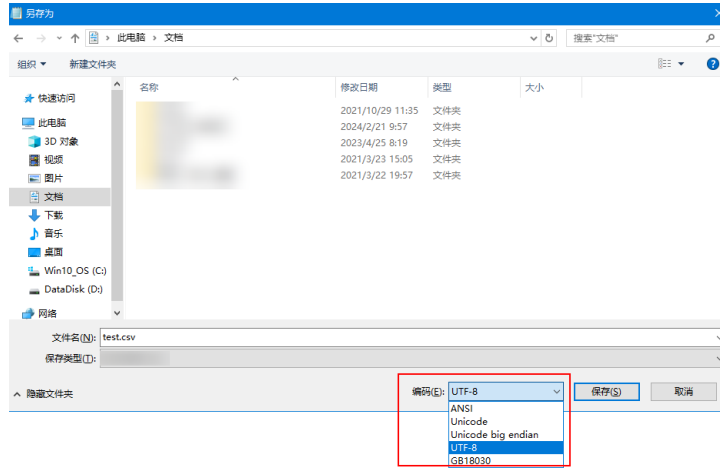 另存为
此电脑 › 文档
搜索"文档"
组织 新建文件夹
名称 修改日期 类型 大小
快速访问
此电脑
3D 对象
视频
图片
文档
下载
音乐
桌面
Win10_OS (C:)
DataDisk (D:)
网络
2021/10/29 11:35 文件夹
2024/2/21 9:57 文件夹
2023/4/25 8:19 文件夹
2021/3/23 15:05 文件夹
2021/3/22 19:57 文件夹
文件名(N): test.csv
保存类型(T):
隐藏文件夹
编码(E): UTF-8
保存(S) 取消
ANSI
Unicode
Unicode big endian
UTF-8
GB18030